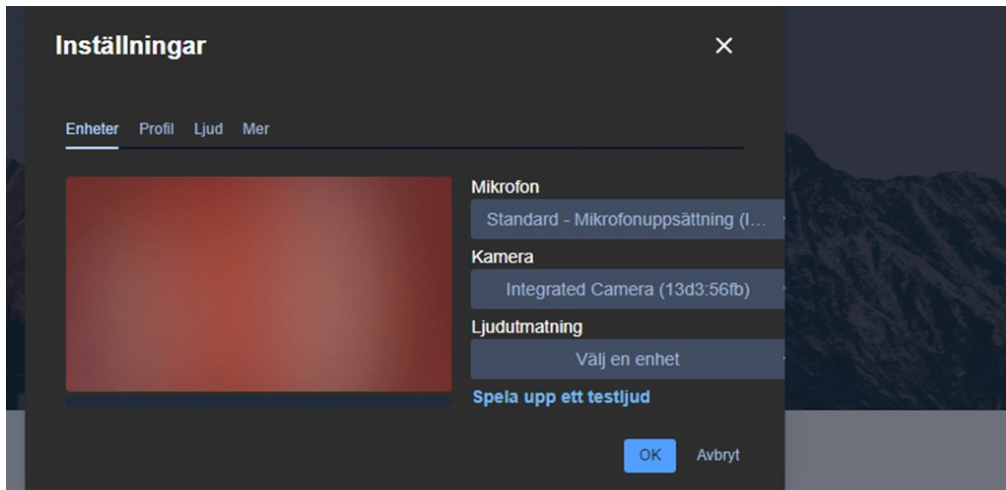 Inställningar
Enheter Profil Ljud Mer
Mikrofon
Standard - Mikrofonuppsättning (I…
Kamera
Integrated Camera (13d3:56fb)
Ljudutmatning
Välj en enhet
Spela upp ett testljud
OK Avbryt